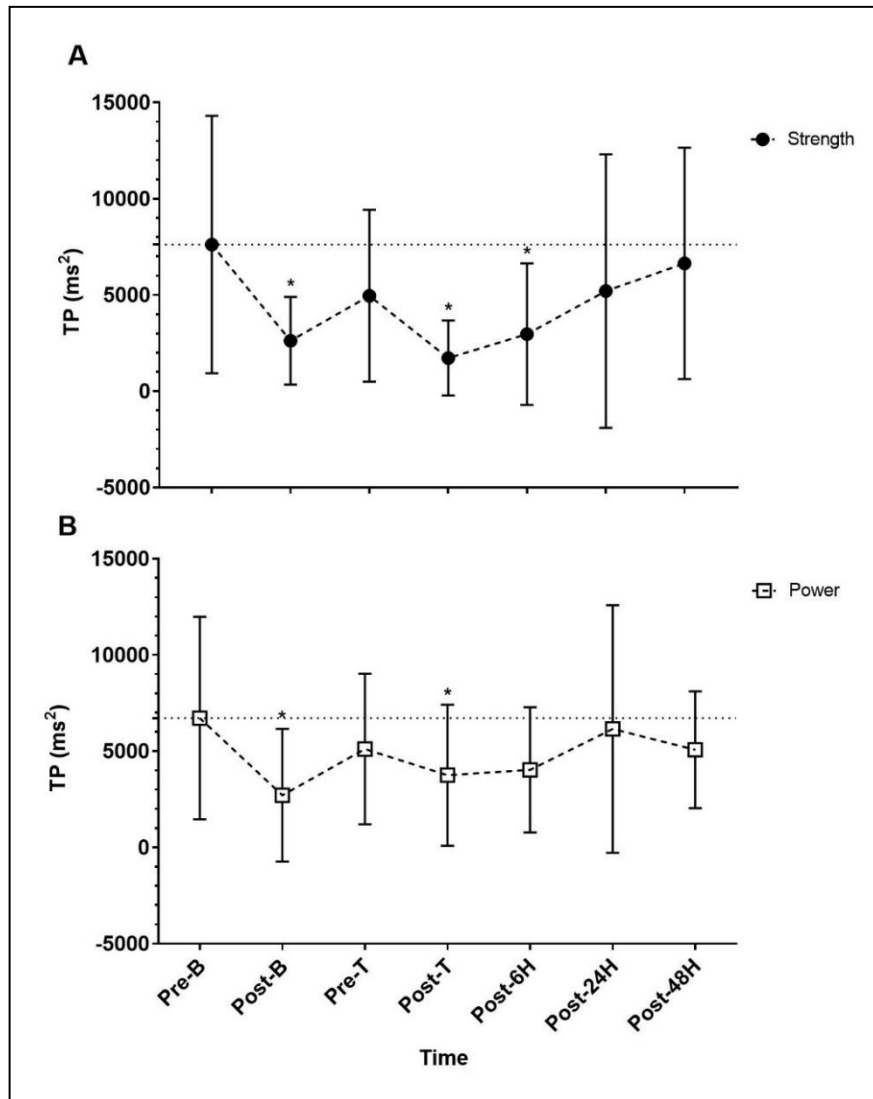 A
15000
10000
5000
0
-5000
TP (ms²)
Strength
*
*
*
B
15000
10000
5000
0
-5000
TP (ms²)
Power
*
*
Pre-B
Post-B
Pre-T
Post-T
Post-6H
Post-24H
Post-48H
Time